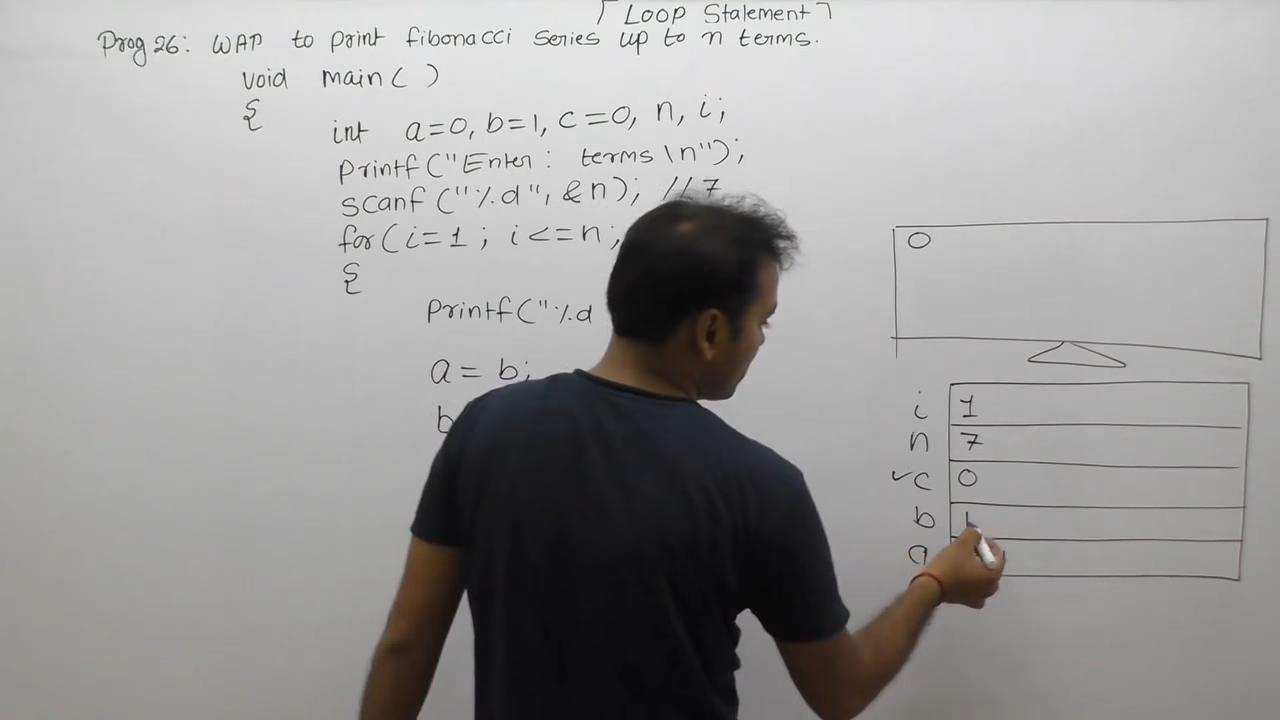 ⌈ Loop Statement ⌉
Prog 26: WAP to print fibonacci series up to n terms.
void main( )
{
int a=0, b=1, c=0, n, i;
printf("Enter: terms \n");
scanf("%d", &n); //7
for(i=1; i<=n;
{
printf("%d
a = b;
b
0
i 1
n 7
✓c 0
b
a